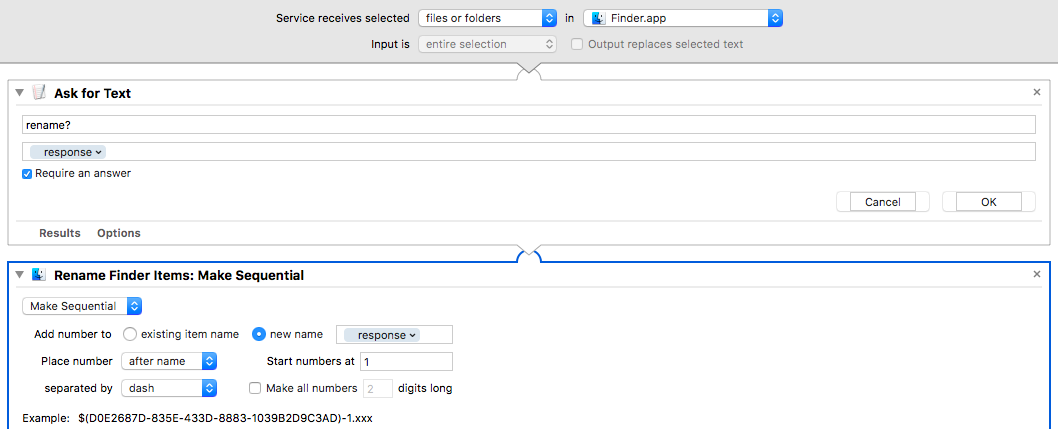 Service receives selected files or folders in Finder.app
Input is entire selection Output replaces selected text
Ask for Text
rename?
response
Require an answer
Cancel OK
Results Options
Rename Finder Items: Make Sequential
Make Sequential
Add number to existing item name new name response
Place number after name Start numbers at 1
separated by dash Make all numbers 2 digits long
Example: $(D0E2687D-835E-433D-8883-1039B2D9C3AD)-1.xxx